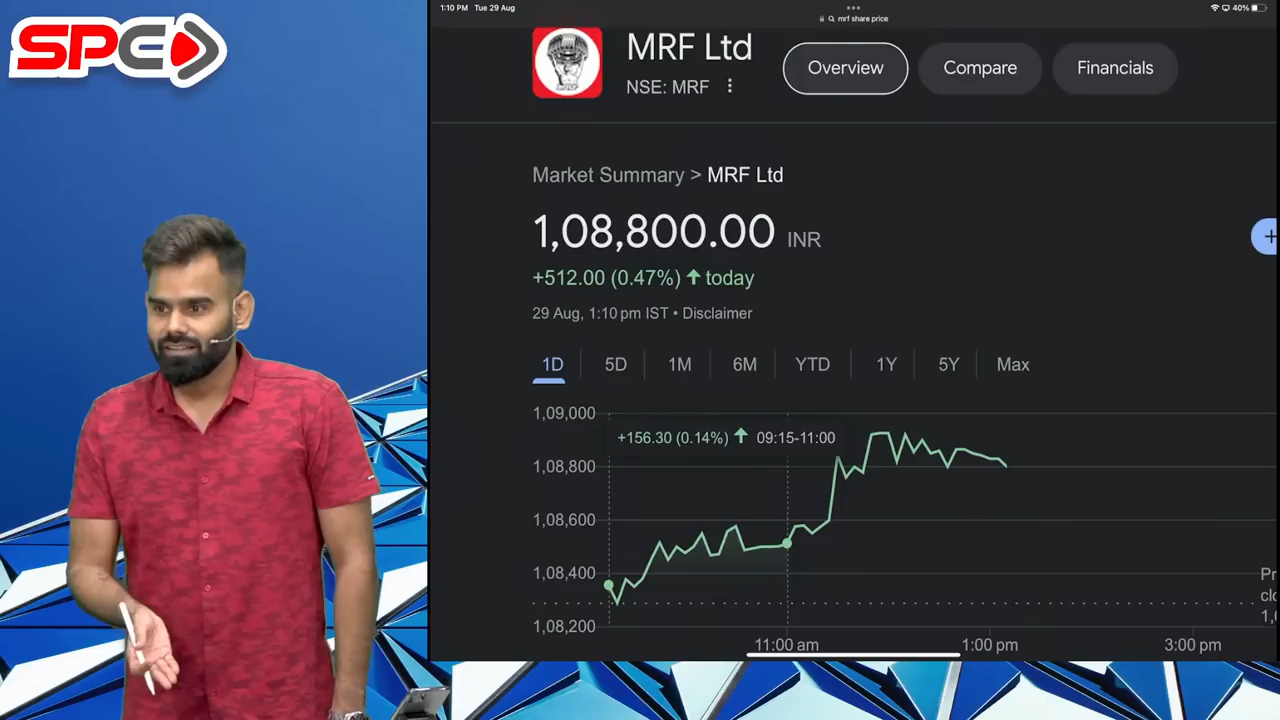 1:10 PM Tue 29 Aug
mrf share price
40%
SPC
MRF
MRF Ltd
NSE: MRF
Overview
Compare
Financials
Market Summary > MRF Ltd
1,08,800.00 INR
+512.00 (0.47%) ↑ today
29 Aug, 1:10 pm IST • Disclaimer
1D 5D 1M 6M YTD 1Y 5Y Max
+156.30 (0.14%) ↑ 09:15-11:00
1,09,000
1,08,800
1,08,600
1,08,400
1,08,200
11:00 am 1:00 pm 3:00 pm